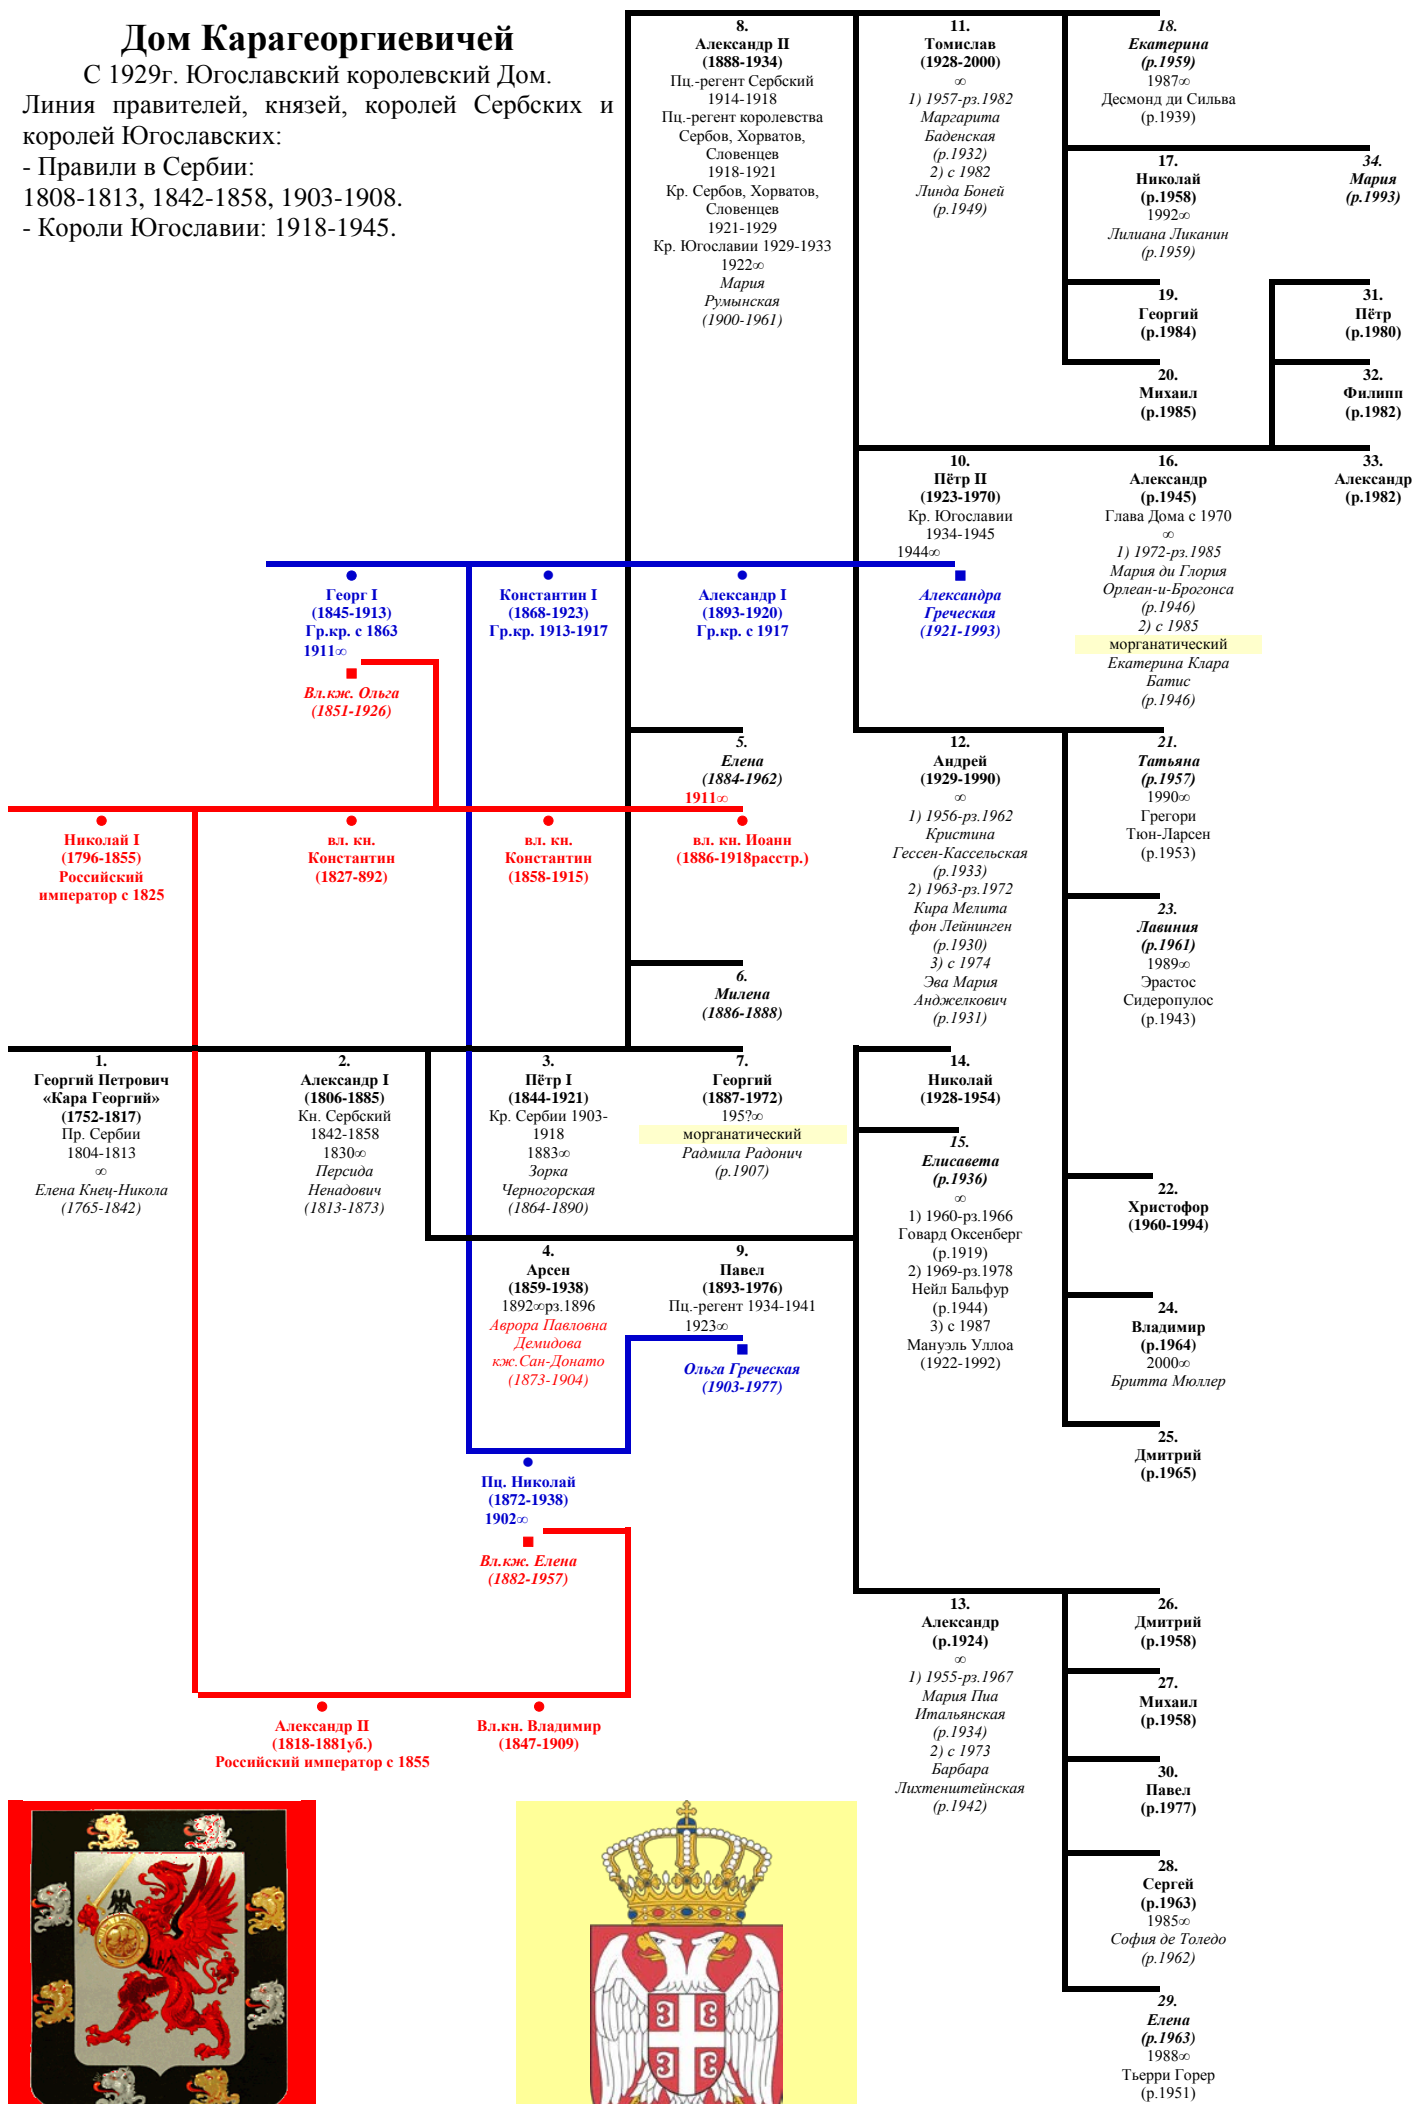 Дом Карагеоргиевичей
С 1929г. Югославский королевский Дом.
Линия правителей, князей, королей Сербских и
королей Югославских:
- Правили в Сербии:
1808-1813, 1842-1858, 1903-1908.
- Короли Югославии: 1918-1945.
8.
Александр II
(1888-1934)
Пц.-регент Сербский
1914-1918
Пц.-регент королевства
Сербов, Хорватов,
Словенцев
1918-1921
Кр. Сербов, Хорватов,
Словенцев
1921-1929
Кр. Югославии 1929-1933
1922∞
Мария
Румынская
(1900-1961)
11.
Томислав
(1928-2000)
∞
1) 1957-рз.1982
Маргарита
Баденская
(р.1932)
2) с 1982
Линда Боней
(р.1949)
18.
Екатерина
(р.1959)
1987∞
Десмонд ди Сильва
(р.1939)
17.
Николай
(р.1958)
1992∞
Лилиана Ликанин
(р.1959)
34.
Мария
(р.1993)
19.
Георгий
(р.1984)
31.
Пётр
(р.1980)
20.
Михаил
(р.1985)
32.
Филипп
(р.1982)
10.
Пётр II
(1923-1970)
Кр. Югославии
1934-1945
1944∞
16.
Александр
(р.1945)
Глава Дома с 1970
∞
1) 1972-рз.1985
Мария ди Глория
Орлеан-и-Брогонса
(р.1946)
2) с 1985
морганатический
Екатерина Клара
Батис
(р.1946)
33.
Александр
(р.1982)
Георг I
(1845-1913)
Гр.кр. с 1863
1911∞
Константин I
(1868-1923)
Гр.кр. 1913-1917
Александр I
(1893-1920)
Гр.кр. с 1917
Александра
Греческая
(1921-1993)
Вл.кж. Ольга
(1851-1926)
5.
Елена
(1884-1962)
1911∞
12.
Андрей
(1929-1990)
∞
1) 1956-рз.1962
Кристина
Гессен-Кассельская
(р.1933)
2) 1963-рз.1972
Кира Мелита
фон Лейнинген
(р.1930)
3) с 1974
Эва Мария
Анджелкович
(р.1931)
21.
Татьяна
(р.1957)
1990∞
Грегори
Тюн-Ларсен
(р.1953)
Николай I
(1796-1855)
Российский
император с 1825
вл. кн.
Константин
(1827-892)
вл. кн.
Константин
(1858-1915)
вл. кн. Иоанн
(1886-1918расстр.)
23.
Лавиния
(р.1961)
1989∞
Эрастос
Сидеропулос
(р.1943)
6.
Милена
(1886-1888)
1.
Георгий Петрович
«Кара Георгий»
(1752-1817)
Пр. Сербии
1804-1813
∞
Елена Кнец-Никола
(1765-1842)
2.
Александр I
(1806-1885)
Кн. Сербский
1842-1858
1830∞
Персида
Ненадович
(1813-1873)
3.
Пётр I
(1844-1921)
Кр. Сербии 1903-
1918
1883∞
Зорка
Черногорская
(1864-1890)
7.
Георгий
(1887-1972)
195?∞
морганатический
Радмила Радонич
(р.1907)
14.
Николай
(1928-1954)
15.
Елисавета
(р.1936)
∞
1) 1960-рз.1966
Говард Оксенберг
(р.1919)
2) 1969-рз.1978
Нейл Бальфур
(р.1944)
3) с 1987
Мануэль Уллоа
(1922-1992)
22.
Христофор
(1960-1994)
4.
Арсен
(1859-1938)
1892∞рз.1896
Аврора Павловна
Демидова
кж.Сан-Донато
(1873-1904)
9.
Павел
(1893-1976)
Пц.-регент 1934-1941
1923∞
Ольга Греческая
(1903-1977)
24.
Владимир
(р.1964)
2000∞
Бритта Мюллер
25.
Дмитрий
(р.1965)
Пц. Николай
(1872-1938)
1902∞
Вл.кж. Елена
(1882-1957)
13.
Александр
(р.1924)
∞
1) 1955-рз.1967
Мария Пиа
Итальянская
(р.1934)
2) с 1973
Барбара
Лихтенштейнская
(р.1942)
26.
Дмитрий
(р.1958)
27.
Михаил
(р.1958)
Александр II
(1818-1881уб.)
Российский император с 1855
Вл.кн. Владимир
(1847-1909)
30.
Павел
(р.1977)
28.
Сергей
(р.1963)
1985∞
София де Толедо
(р.1962)
29.
Елена
(р.1963)
1988∞
Тьерри Горер
(р.1951)